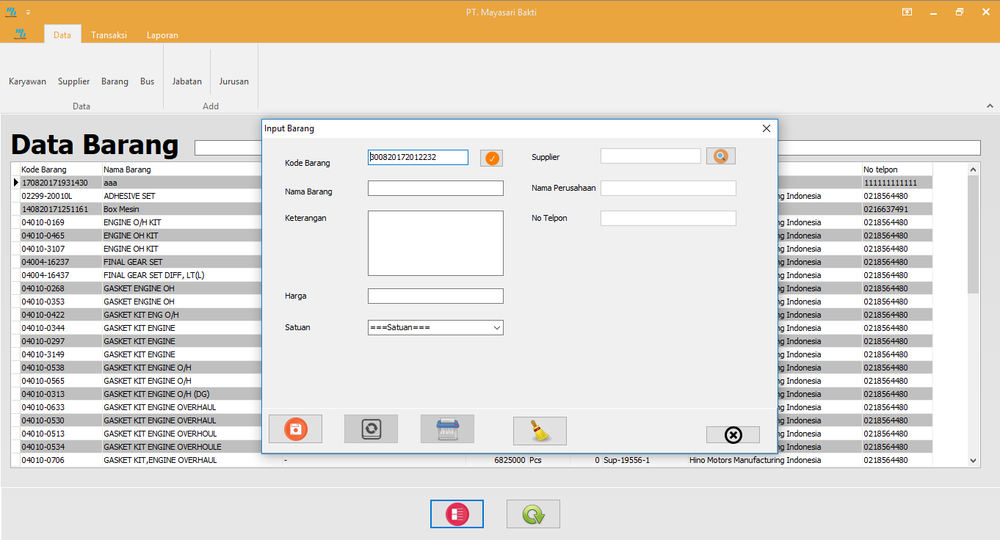 PT. Mayasari Bakti
Data Transaksi Laporan
Karyawan Supplier Barang Bus Jabatan Jurusan
Data Add
Data Barang
Input Barang
Kode Barang 300820172012232
Nama Barang
Keterangan
Harga
Satuan ===Satuan===
Supplier
Nama Perusahaan
No Telpon
Kode Barang Nama Barang No telpon
170820171931430 aaa 111111111111
02299-20010L ADHESIVE SET ng Indonesia 0218564480
140820171251161 Box Mesin 0216637491
04010-0169 ENGINE O/H KIT ng Indonesia 0218564480
04010-0465 ENGINE OH KIT ng Indonesia 0218564480
04010-3107 ENGINE OH KIT ng Indonesia 0218564480
04004-16237 FINAL GEAR SET ng Indonesia 0218564480
04004-16437 FINAL GEAR SET DIFF, LT(L) ng Indonesia 0218564480
04010-0268 GASKET ENGINE OH ng Indonesia 0218564480
04010-0353 GASKET ENGINE OH ng Indonesia 0218564480
04010-0422 GASKET KIT ENG O/H ng Indonesia 0218564480
04010-0344 GASKET KIT ENGINE ng Indonesia 0218564480
04010-0297 GASKET KIT ENGINE ng Indonesia 0218564480
04010-3149 GASKET KIT ENGINE ng Indonesia 0218564480
04010-0538 GASKET KIT ENGINE O/H ng Indonesia 0218564480
04010-0565 GASKET KIT ENGINE O/H ng Indonesia 0218564480
04010-0313 GASKET KIT ENGINE O/H (DG) ng Indonesia 0218564480
04010-0633 GASKET KIT ENGINE OVERHAUL ng Indonesia 0218564480
04010-0530 GASKET KIT ENGINE OVERHAUL ng Indonesia 0218564480
04010-0513 GASKET KIT ENGINE OVERHOUL ng Indonesia 0218564480
04010-0534 GASKET KIT ENGINE OVERHOULE ng Indonesia 0218564480
04010-0706 GASKET KIT,ENGINE OVERHAUL - 6825000 Pcs 0 Sup-19556-1 Hino Motors Manufacturing Indonesia 0218564480